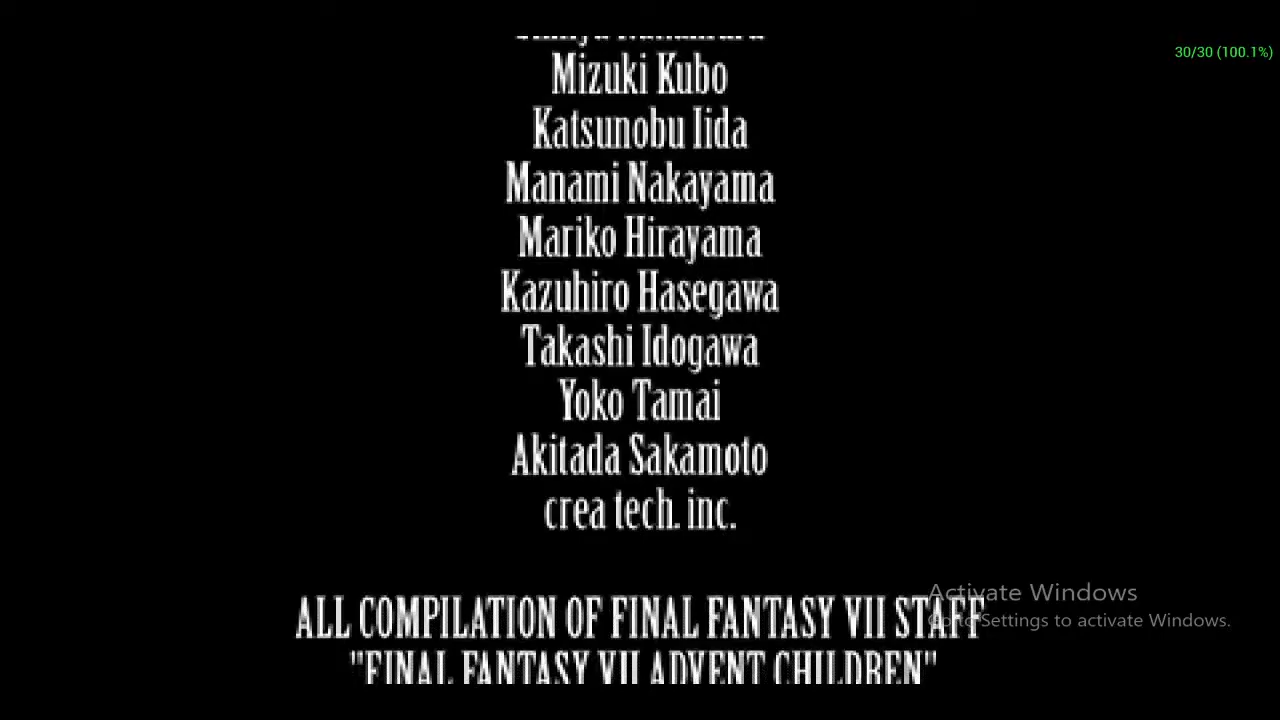 30/30 (100.1%)
Mizuki Kubo
Katsunobu Iida
Manami Nakayama
Mariko Hirayama
Kazuhiro Hasegawa
Takashi Idogawa
Yoko Tamai
Akitada Sakamoto
crea tech. inc.
Activate Windows
ALL COMPILATION OF FINAL FANTASY VII STAFF
Go to Settings to activate Windows.
"FINAL FANTASY VII ADVENT CHILDREN"